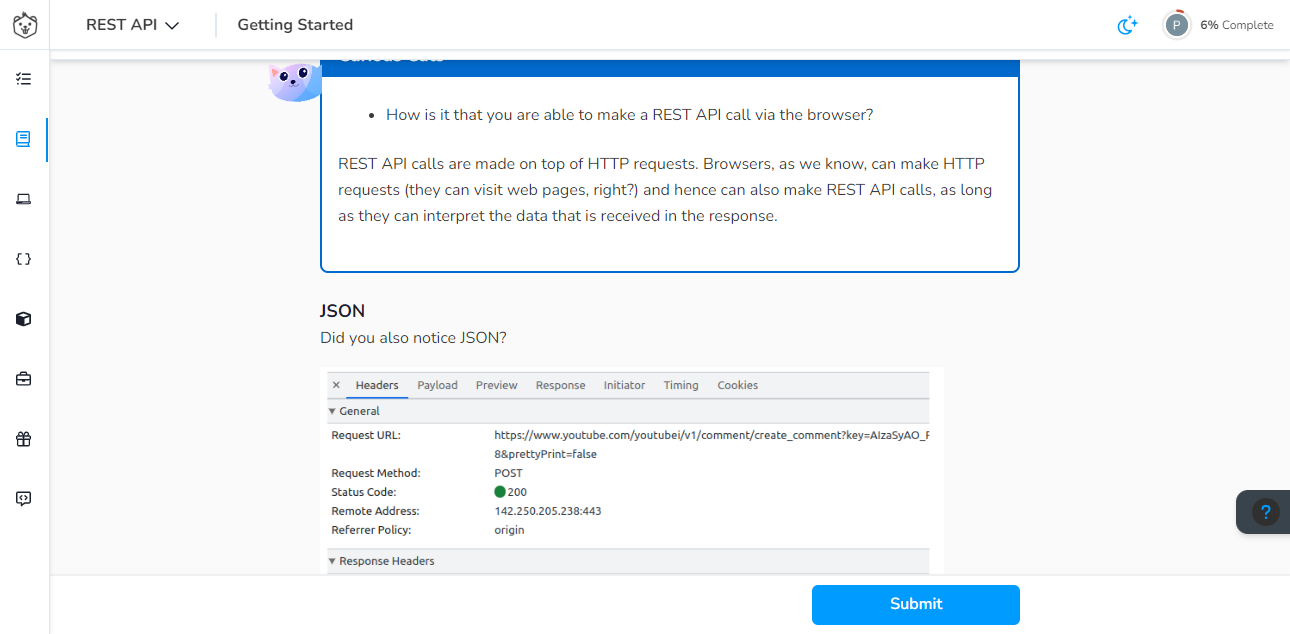 REST API
Getting Started
P
6% Complete
How is it that you are able to make a REST API call via the browser?
REST API calls are made on top of HTTP requests. Browsers, as we know, can make HTTP
requests (they can visit web pages, right?) and hence can also make REST API calls, as long
as they can interpret the data that is received in the response.
JSON
Did you also notice JSON?
× Headers Payload Preview Response Initiator Timing Cookies
General
Request URL: https://www.youtube.com/youtubei/v1/comment/create_comment?key=AIzaSyAO_F
8&prettyPrint=false
Request Method: POST
Status Code: 200
Remote Address: 142.250.205.238:443
Referrer Policy: origin
Response Headers
?
Submit